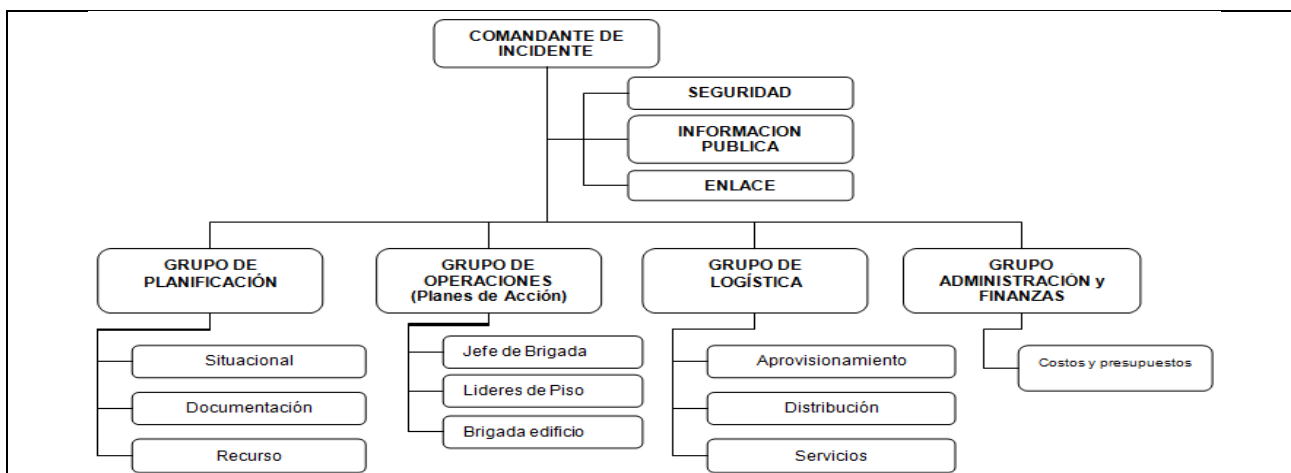 COMANDANTE DE
INCIDENTE
SEGURIDAD
INFORMACION
PUBLICA
ENLACE
GRUPO DE
PLANIFICACIÓN
GRUPO DE
OPERACIONES
(Planes de Acción)
GRUPO DE
LOGÍSTICA
GRUPO
ADMINISTRACIÓN y
FINANZAS
Situacional
Documentación
Recurso
Jefe de Brigada
Lideres de Piso
Brigada edificio
Aprovisionamiento
Distribución
Servicios
Costos y presupuestos